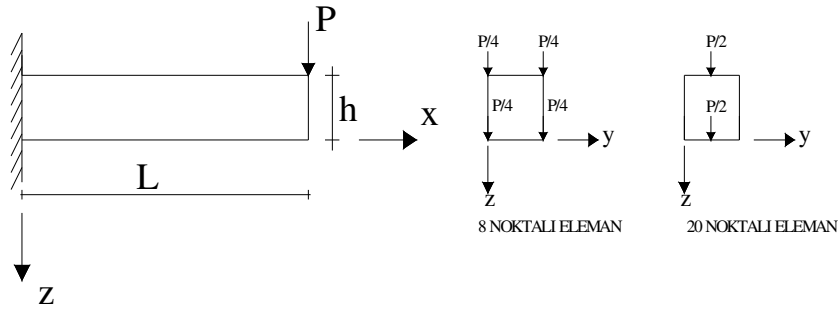 P
h
x
L
z
P/4 P/4
P/4 P/4
y
z
8 NOKTALI ELEMAN
P/2
P/2
y
z
20 NOKTALI ELEMAN